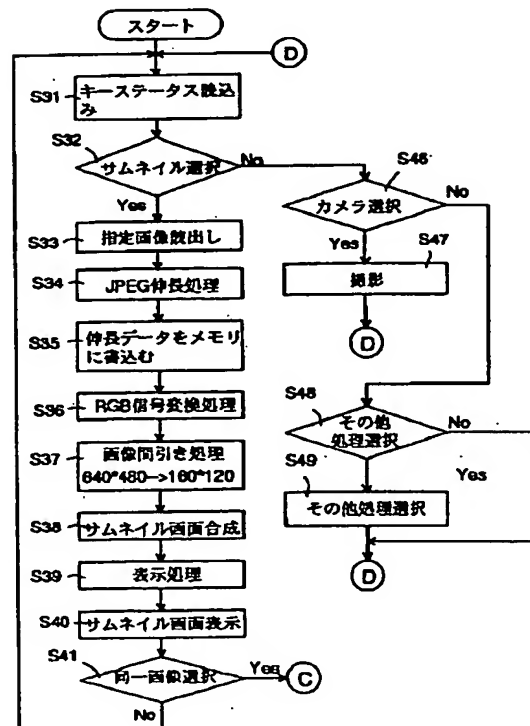 スタート
D
S31
キーステータス読込
み
S32
サムネイル選択
No
Yes
S33
指定画像読出し
S34
JPEG伸長処理
S35
伸長データをメモリ
に書込む
S36
RGB信号変換処理
S37
画像間引き処理
640*480->160*120
S38
サムネイル画面合成
S39
表示処理
S40
サムネイル画面表示
S41
同一画像選択
Yes
C
No
S46
カメラ選択
No
Yes
S47
撮影
D
S48
その他
処理選択
No
Yes
S49
その他処理選択
D